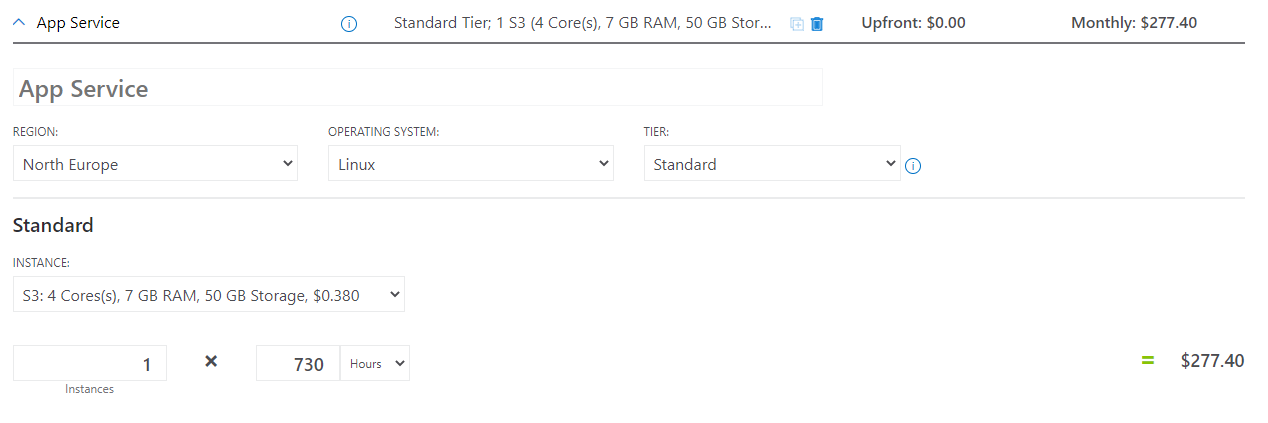 App Service Standard Tier; 1 S3 (4 Core(s), 7 GB RAM, 50 GB Stor... Upfront: $0.00 Monthly: $277.40
App Service
REGION: OPERATING SYSTEM: TIER:
North Europe Linux Standard
Standard
INSTANCE:
S3: 4 Cores(s), 7 GB RAM, 50 GB Storage, $0.380
1 × 730 Hours = $277.40
Instances